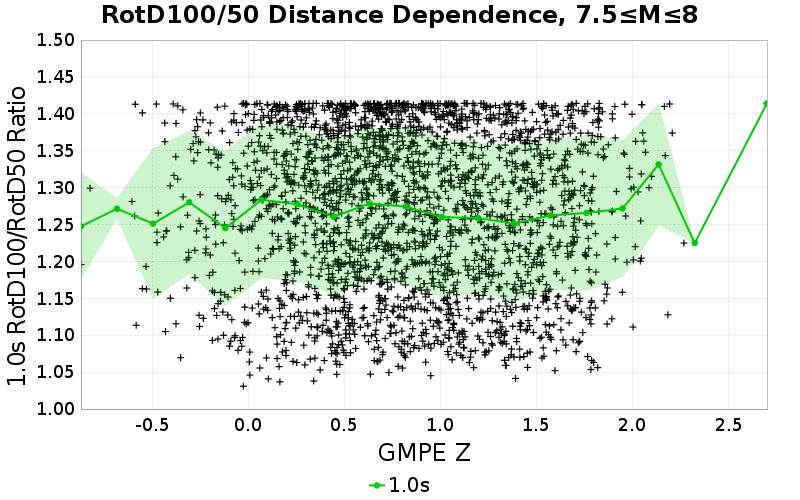 RotD100/50 Distance Dependence, 7.5≤M≤8
1.0s RotD100/RotD50 Ratio
1.50
1.45
1.40
1.35
1.30
1.25
1.20
1.15
1.10
1.05
1.00
-0.5 0.0 0.5 1.0 1.5 2.0 2.5
GMPE Z
1.0s